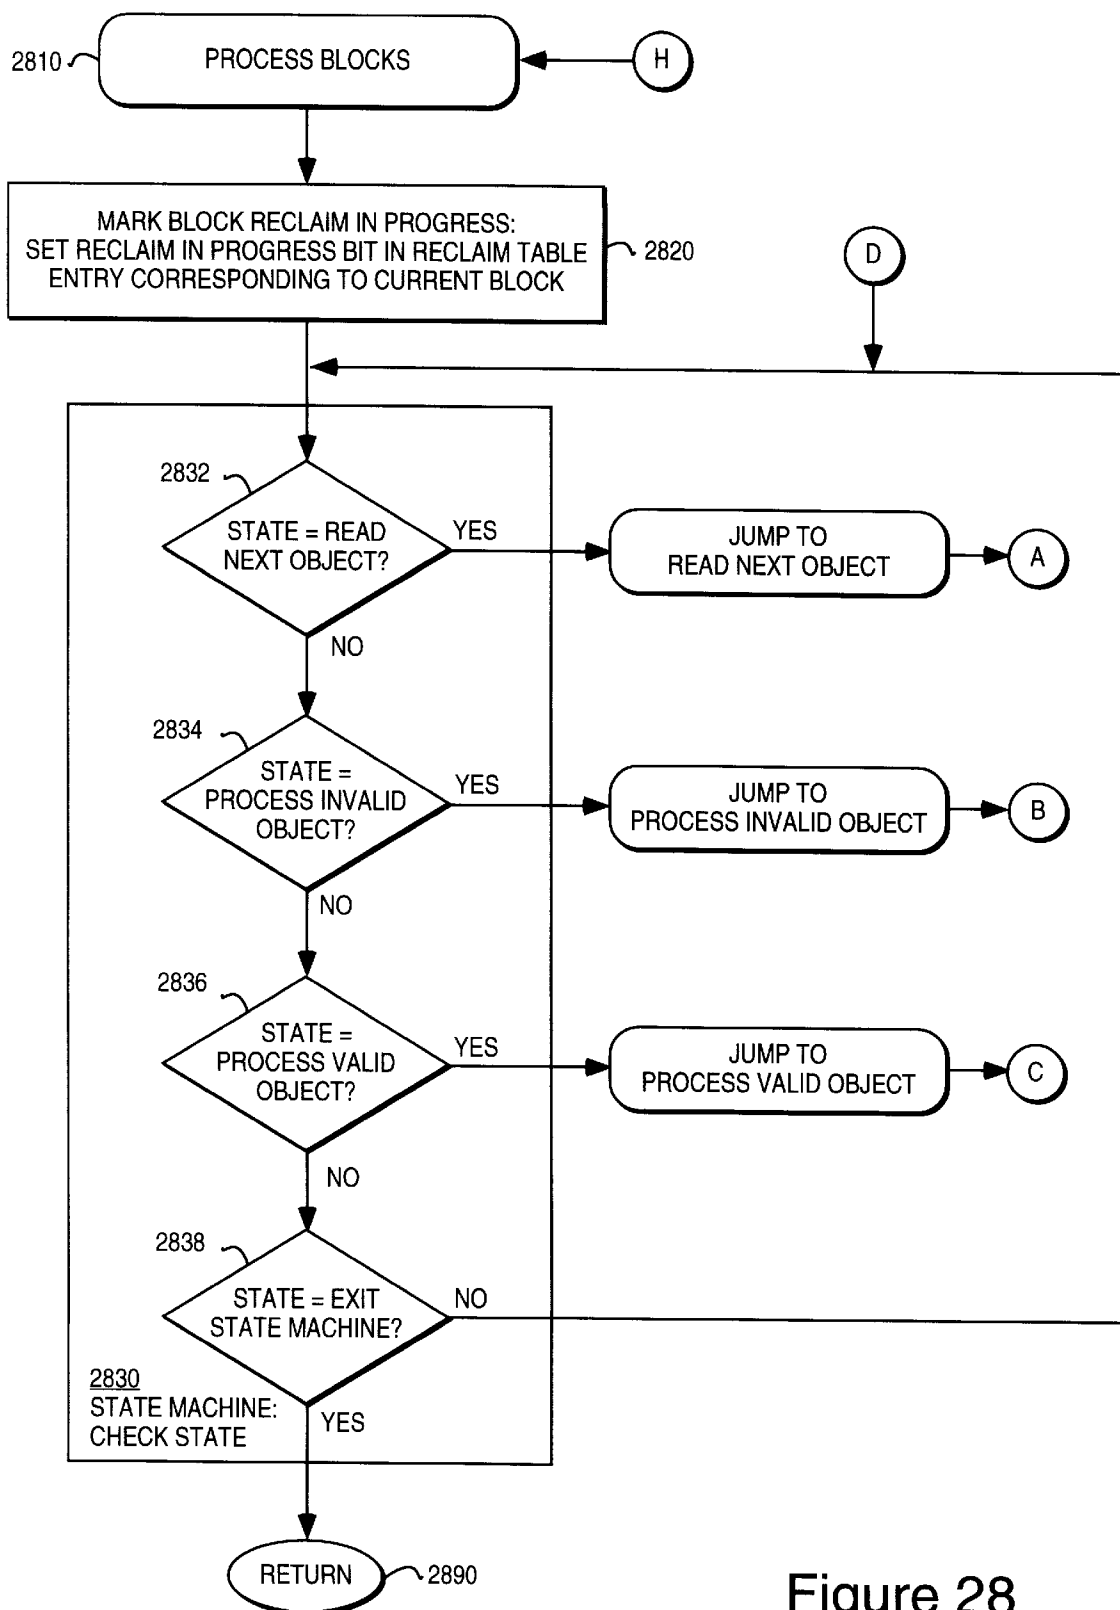 2810
PROCESS BLOCKS
H
MARK BLOCK RECLAIM IN PROGRESS:
SET RECLAIM IN PROGRESS BIT IN RECLAIM TABLE
ENTRY CORRESPONDING TO CURRENT BLOCK
2820
D
2832
STATE = READ
NEXT OBJECT?
YES
JUMP TO
READ NEXT OBJECT
A
NO
2834
STATE =
PROCESS INVALID
OBJECT?
YES
JUMP TO
PROCESS INVALID OBJECT
B
NO
2836
STATE =
PROCESS VALID
OBJECT?
YES
JUMP TO
PROCESS VALID OBJECT
C
NO
2838
STATE = EXIT
STATE MACHINE?
NO
2830
STATE MACHINE:
CHECK STATE
YES
RETURN
2890
Figure 28